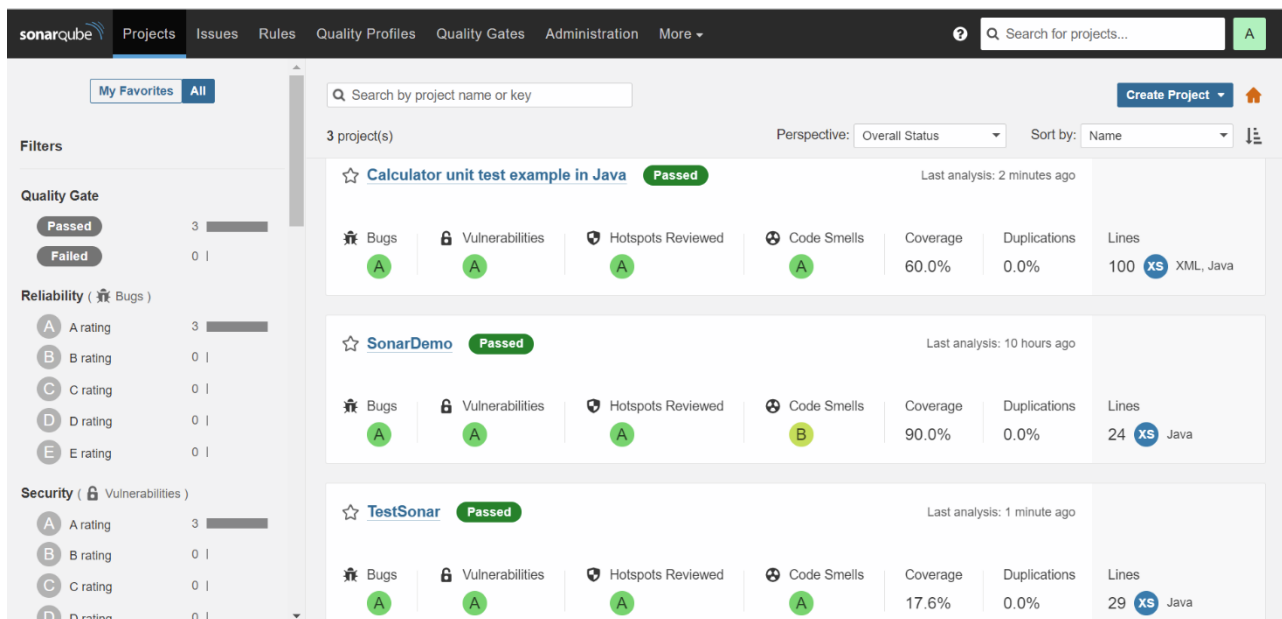 sonarqube Projects Issues Rules Quality Profiles Quality Gates Administration More Search for projects... A
My Favorites All
Filters
Quality Gate
Passed 3
Failed 0
Reliability ( Bugs )
A A rating 3
B B rating 0
C C rating 0
D D rating 0
E E rating 0
Security ( Vulnerabilities )
A A rating 3
B B rating 0
C C rating 0
D D rating 0
Search by project name or key Create Project
3 project(s) Perspective: Overall Status Sort by: Name
Calculator unit test example in Java Passed Last analysis: 2 minutes ago
Bugs Vulnerabilities Hotspots Reviewed Code Smells Coverage Duplications Lines
A A A A 60.0% 0.0% 100 XS XML, Java
SonarDemo Passed Last analysis: 10 hours ago
Bugs Vulnerabilities Hotspots Reviewed Code Smells Coverage Duplications Lines
A A A B 90.0% 0.0% 24 XS Java
TestSonar Passed Last analysis: 1 minute ago
Bugs Vulnerabilities Hotspots Reviewed Code Smells Coverage Duplications Lines
A A A A 17.6% 0.0% 29 XS Java